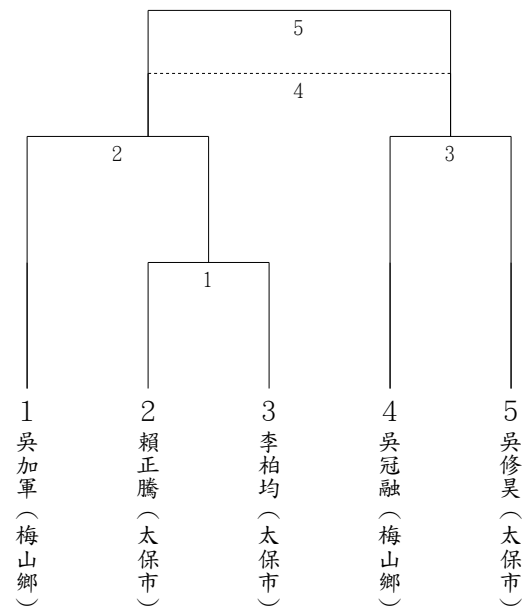 5
4
2
3
1
1 吳加軍（梅山鄉）
2 賴正騰（太保市）
3 李柏均（太保市）
4 吳冠融（梅山鄉）
5 吳修昊（太保市）